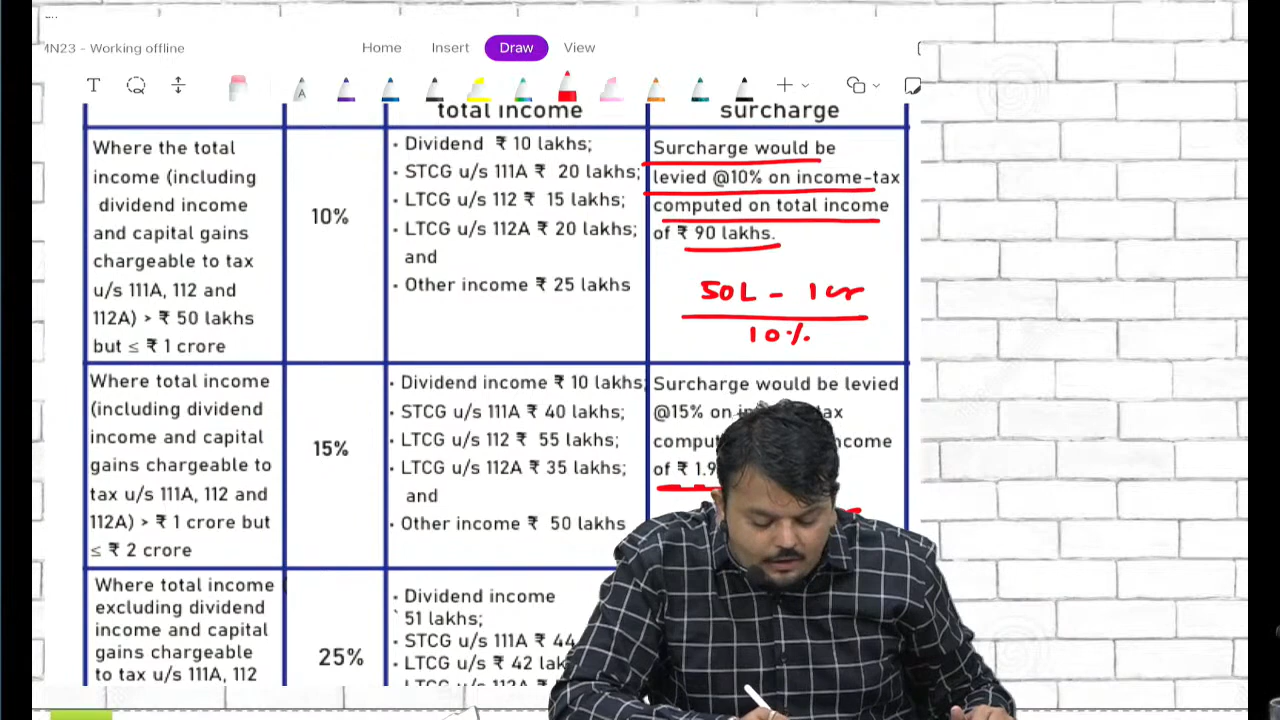 MN23 - Working offline
Home
Insert
Draw
View
T
A
total income
surcharge
Where the total
income (including
dividend income
and capital gains
chargeable to tax
u/s 111A, 112 and
112A) > ₹ 50 lakhs
but ≤ ₹ 1 crore
10%
• Dividend ₹ 10 lakhs;
• STCG u/s 111A ₹ 20 lakhs;
• LTCG u/s 112 ₹ 15 lakhs;
• LTCG u/s 112A ₹ 20 lakhs;
and
• Other income ₹ 25 lakhs
Surcharge would be
levied @10% on income-tax
computed on total income
of ₹ 90 lakhs.
50L - 1 cr
10%
Where total income
(including dividend
income and capital
gains chargeable to
tax u/s 111A, 112 and
112A) > ₹ 1 crore but
≤ ₹ 2 crore
15%
• Dividend income ₹ 10 lakhs;
• STCG u/s 111A ₹ 40 lakhs;
• LTCG u/s 112 ₹ 55 lakhs;
• LTCG u/s 112A ₹ 35 lakhs;
and
• Other income ₹ 50 lakhs
Surcharge would be levied
@15% on
of ₹ 1.9
Where total income (
excluding dividend
income and capital
gains chargeable
to tax u/s 111A, 112
25%
• Dividend income
` 51 lakhs;
• STCG u/s 111A ₹ 44
• LTCG u/s ₹ 42